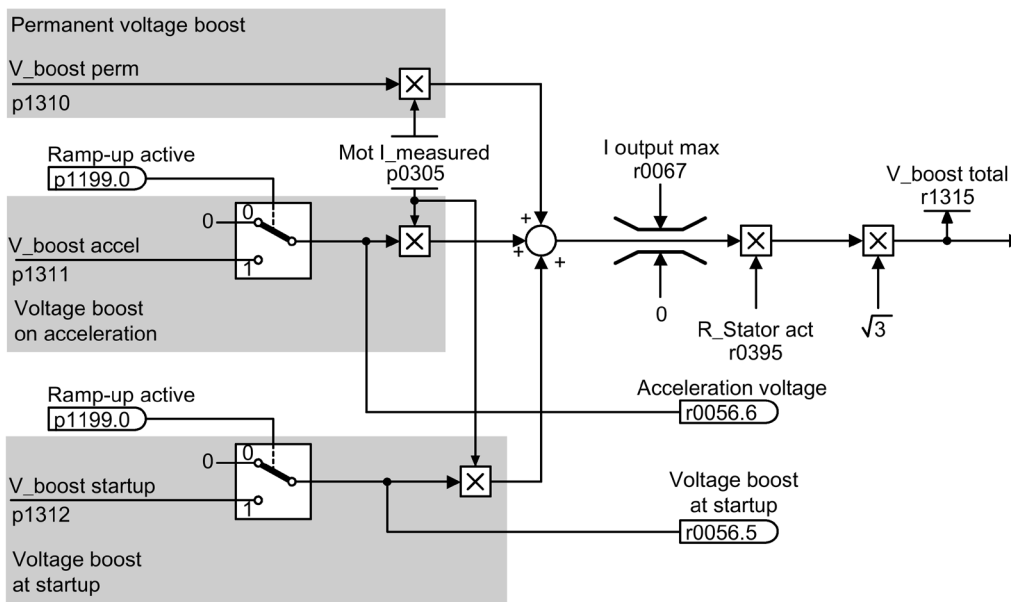 Permanent voltage boost
V_boost perm
p1310
Ramp-up active
p1199.0
Mot I_measured
p0305
I output max
r0067
V_boost total
r1315
0
0
V_boost accel
p1311
1
Voltage boost
on acceleration
+
+
+
0
R_Stator act
r0395
√3
Ramp-up active
p1199.0
Acceleration voltage
r0056.6
0
0
V_boost startup
p1312
1
Voltage boost
at startup
r0056.5
Voltage boost
at startup